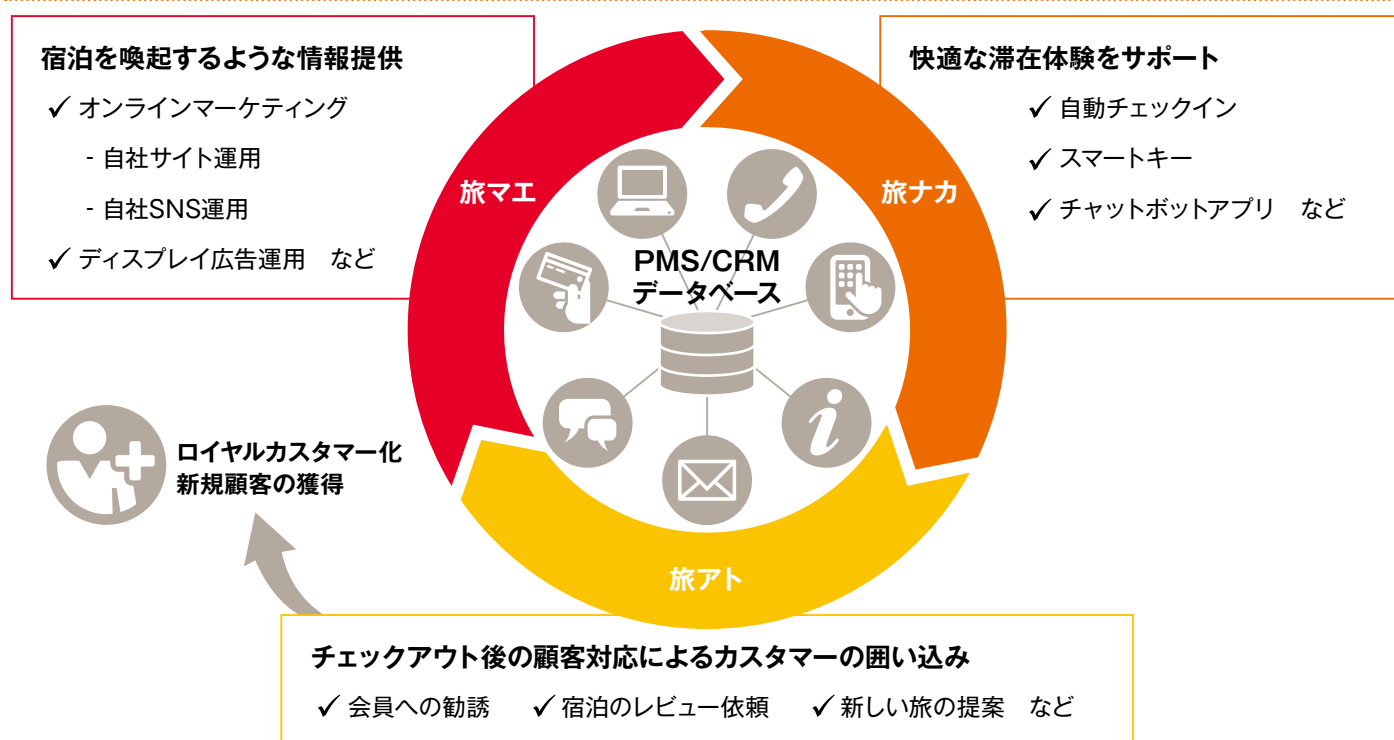 宿泊を喚起するような情報提供
✓ オンラインマーケティング
- 自社サイト運用
- 自社SNS運用
✓ ディスプレイ広告運用　など
快適な滞在体験をサポート
✓ 自動チェックイン
✓ スマートキー
✓ チャットボットアプリ　など
旅マエ
旅ナカ
PMS/CRM
データベース
i
ロイヤルカスタマー化
新規顧客の獲得
旅アト
チェックアウト後の顧客対応によるカスタマーの囲い込み
✓ 会員への勧誘　✓ 宿泊のレビュー依頼　✓ 新しい旅の提案　など